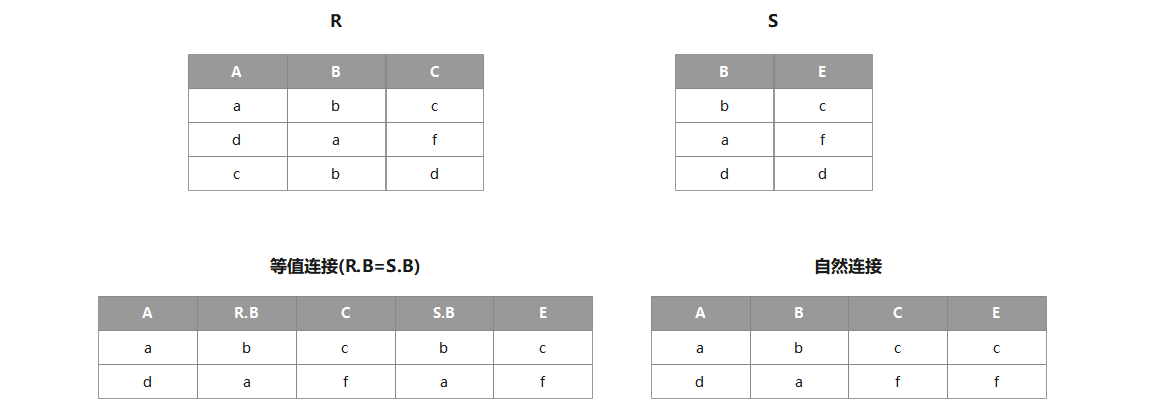 R
A B C
a b c
d a f
c b d
S
B E
b c
a f
d d
等值连接(R.B=S.B)
A R.B C S.B E
a b c b c
d a f a f
自然连接
A B C E
a b c c
d a f f